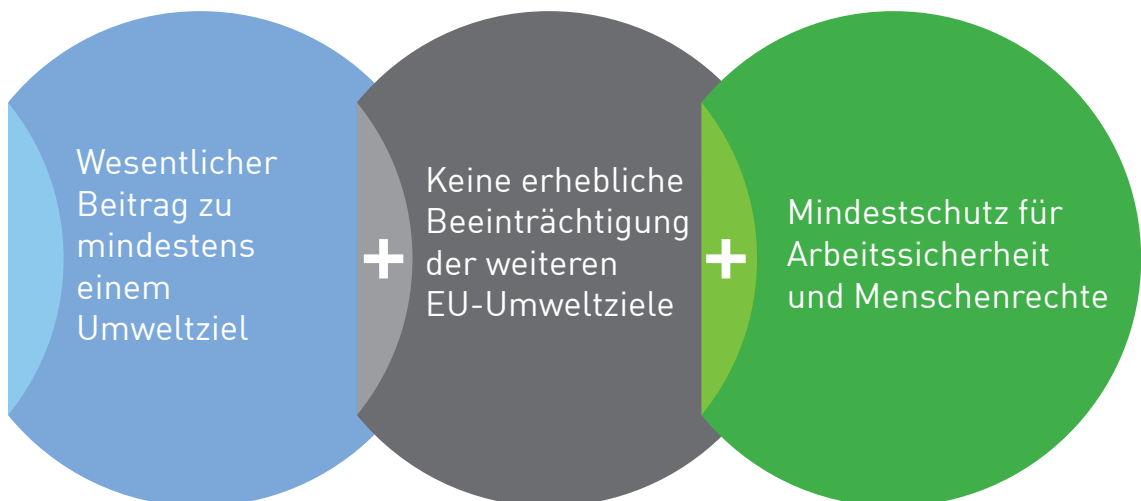 Wesentlicher
Beitrag zu
mindestens
einem
Umweltziel
+
Keine erhebliche
Beeinträchtigung
der weiteren
EU-Umweltziele
+
Mindestschutz für
Arbeitssicherheit
und Menschenrechte